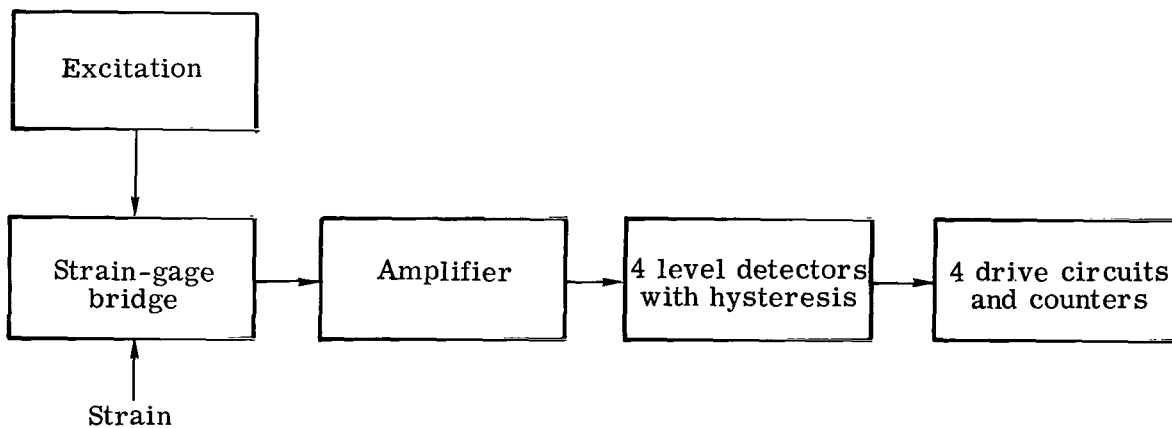 Excitation
Strain-gage
bridge
Amplifier
4 level detectors
with hysteresis
4 drive circuits
and counters
Strain